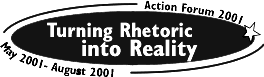 Action Forum 2001
Turning Rhetoric
into Reality
May 2001- August 2001